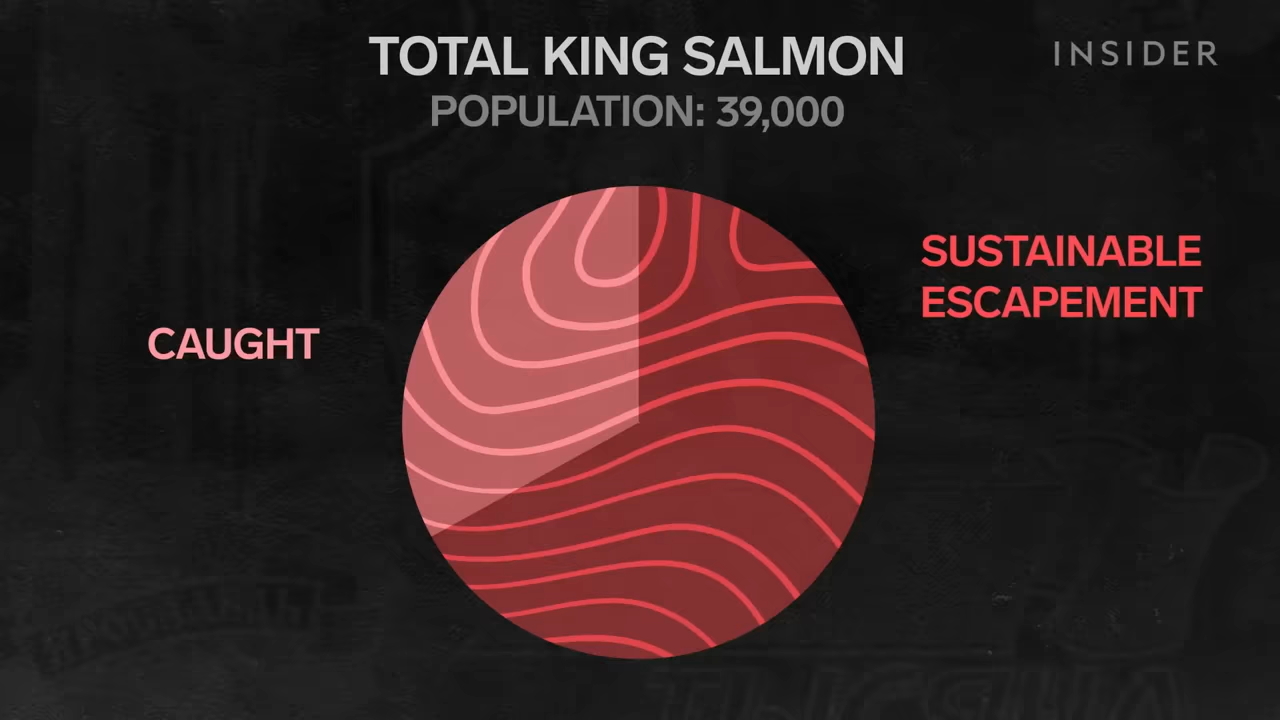 TOTAL KING SALMON
INSIDER
POPULATION: 39,000
SUSTAINABLE
ESCAPEMENT
CAUGHT